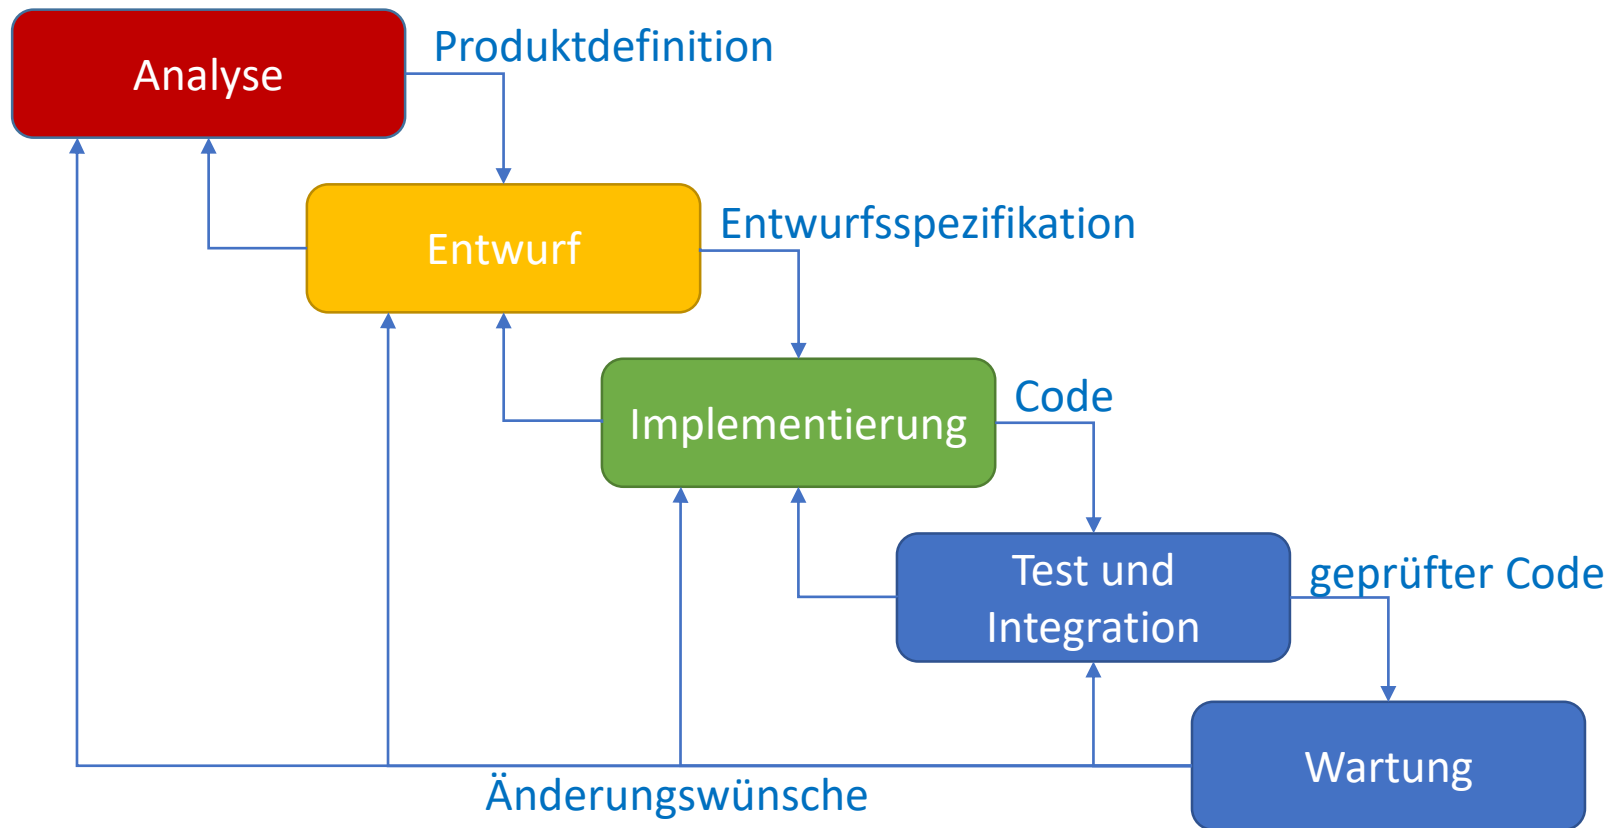 Produktdefinition
Analyse
Entwurfsspezifikation
Entwurf
Code
Implementierung
Test und
Integration
geprüfter Code
Wartung
Änderungswünsche